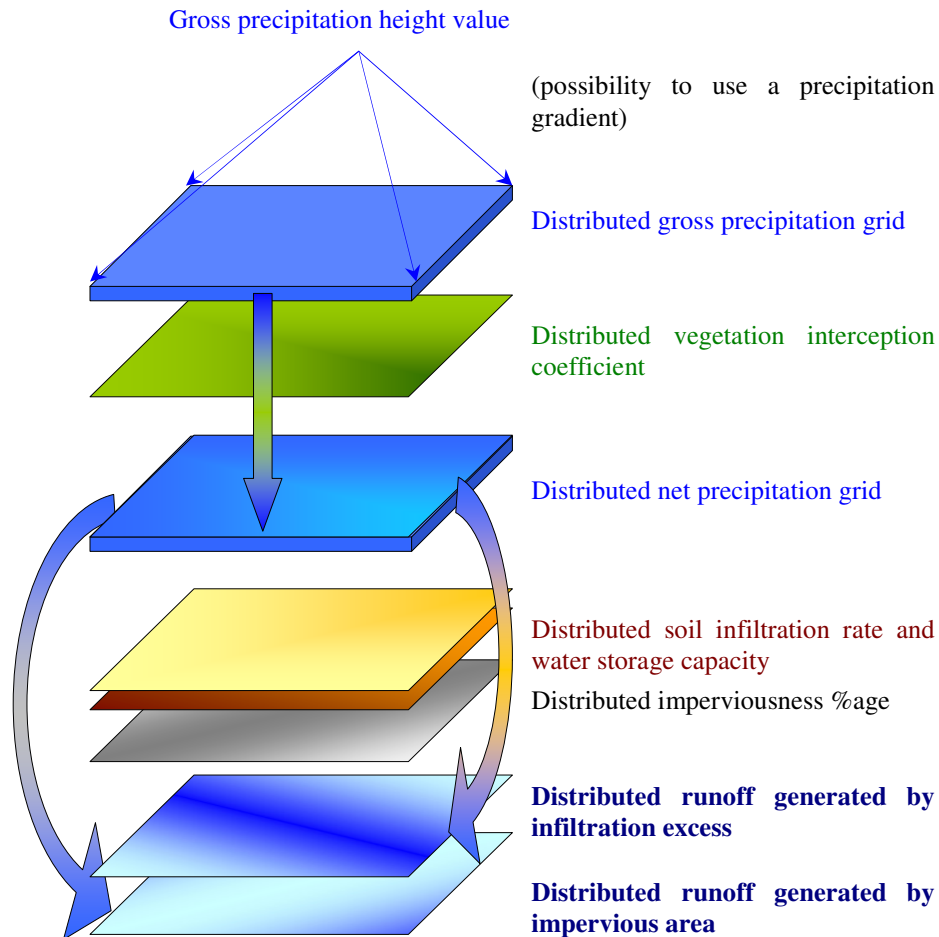 Gross precipitation height value
(possibility to use a precipitation
gradient)
Distributed gross precipitation grid
Distributed vegetation interception
coefficient
Distributed net precipitation grid
Distributed soil infiltration rate and
water storage capacity
Distributed imperviousness %age
Distributed runoff generated by
infiltration excess
Distributed runoff generated by
impervious area